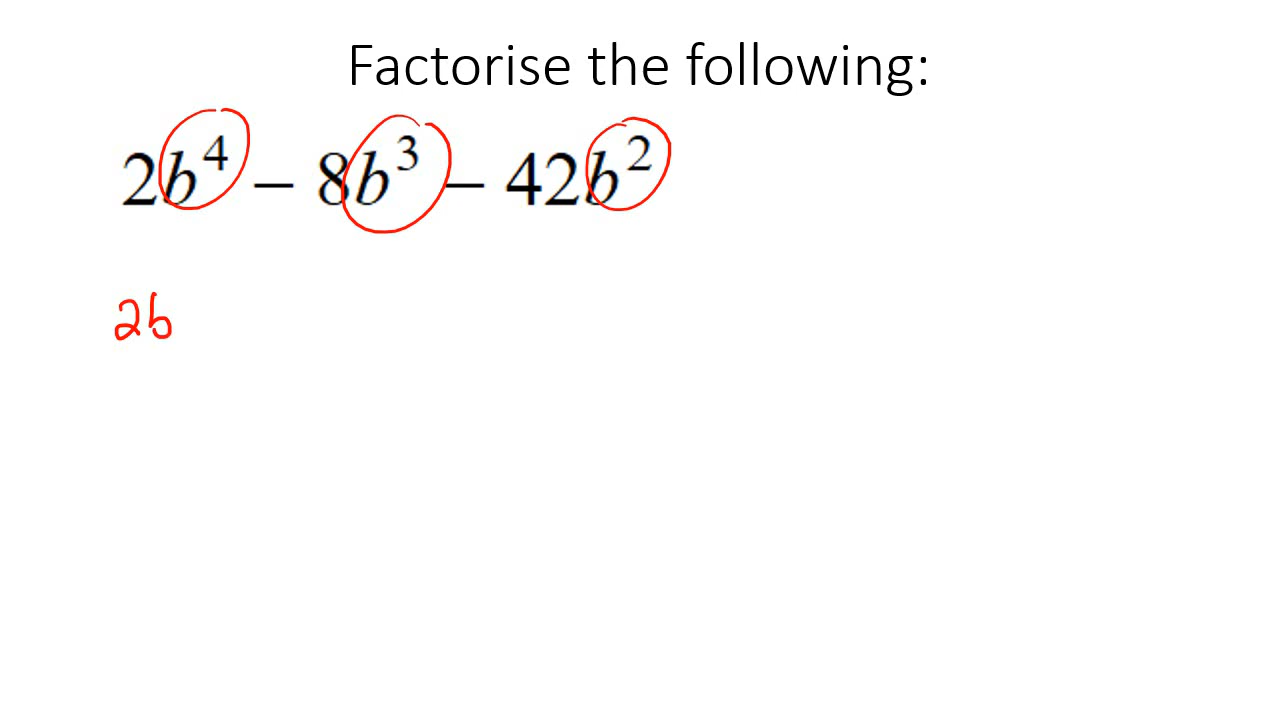 Factorise the following:
2b⁴ – 8b³ – 42b²
2b